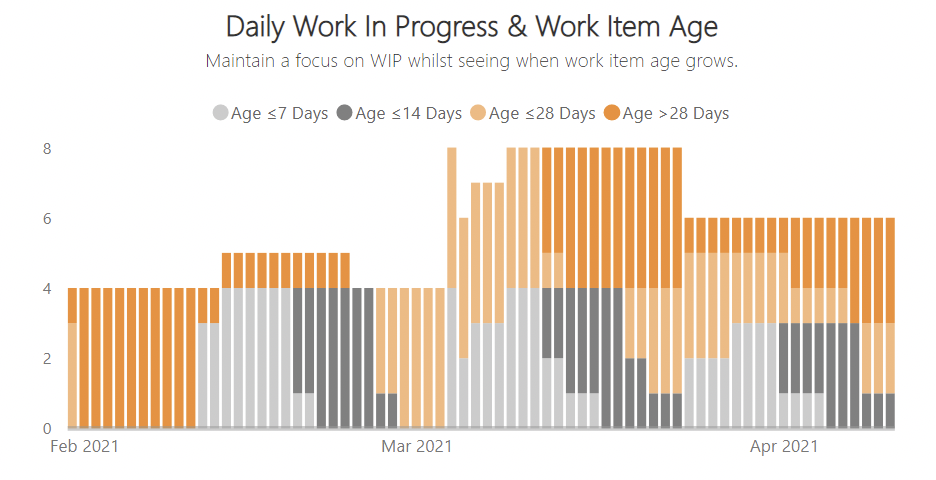 Daily Work In Progress & Work Item Age
Maintain a focus on WIP whilst seeing when work item age grows.
Age ≤7 Days Age ≤14 Days Age ≤28 Days Age >28 Days
8
6
4
2
0
Feb 2021 Mar 2021 Apr 2021